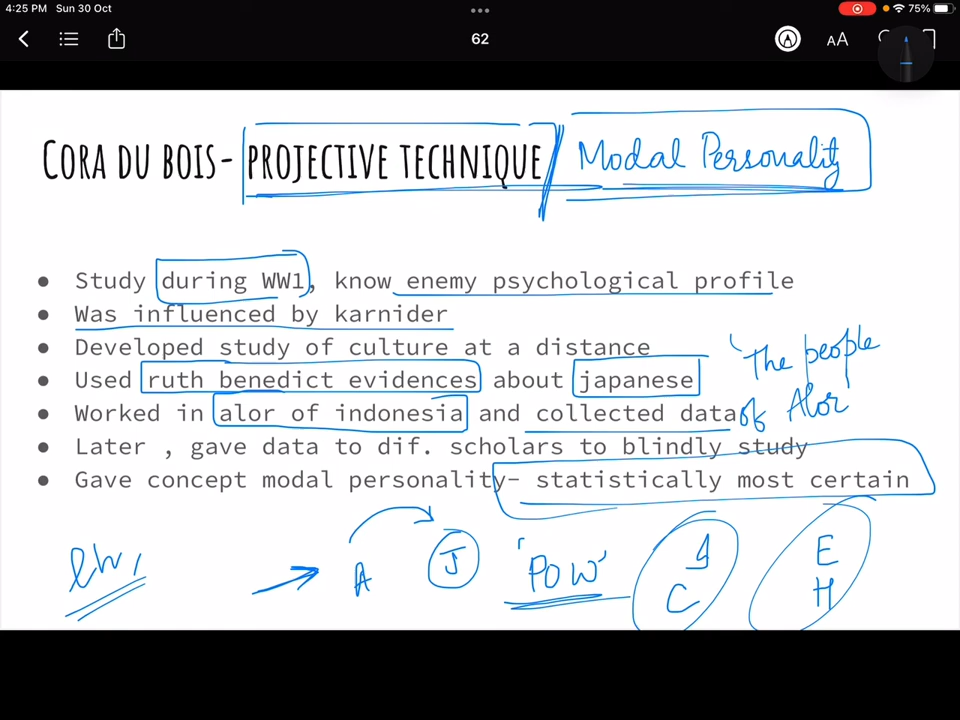 4:25 PM Sun 30 Oct
75%
62
AA
CORA DU BOIS- PROJECTIVE TECHNIQUE / Modal Personality
● Study during WW1, know enemy psychological profile
● Was influenced by karnider
● Developed study of culture at a distance
● Used ruth benedict evidences about japanese
● Worked in alor of indonesia and collected data
● Later , gave data to dif. scholars to blindly study
● Gave concept modal personality- statistically most certain
'The people
of Alor'
A J 'POW' E
C H